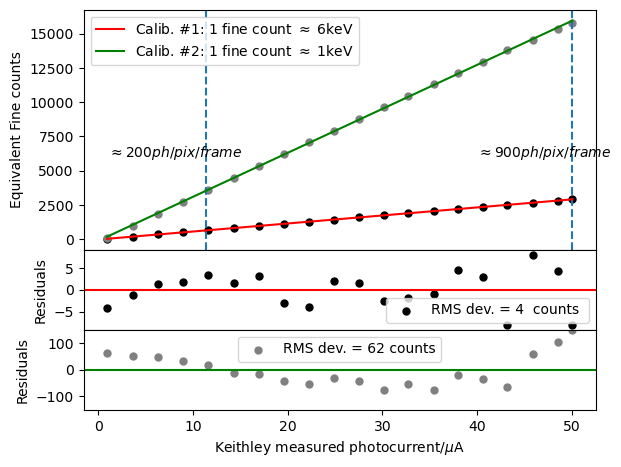 Calib. #1: 1 fine count ≈ 6keV
Calib. #2: 1 fine count ≈ 1keV
15000
12500
10000
7500
5000
2500
0
Equivalent Fine counts
≈200ph/pix/frame
≈900ph/pix/frame
5
0
−5
Residuals
RMS dev. = 4 counts
100
0
−100
Residuals
RMS dev. = 62 counts
0 10 20 30 40 50
Keithley measured photocurrent/μA